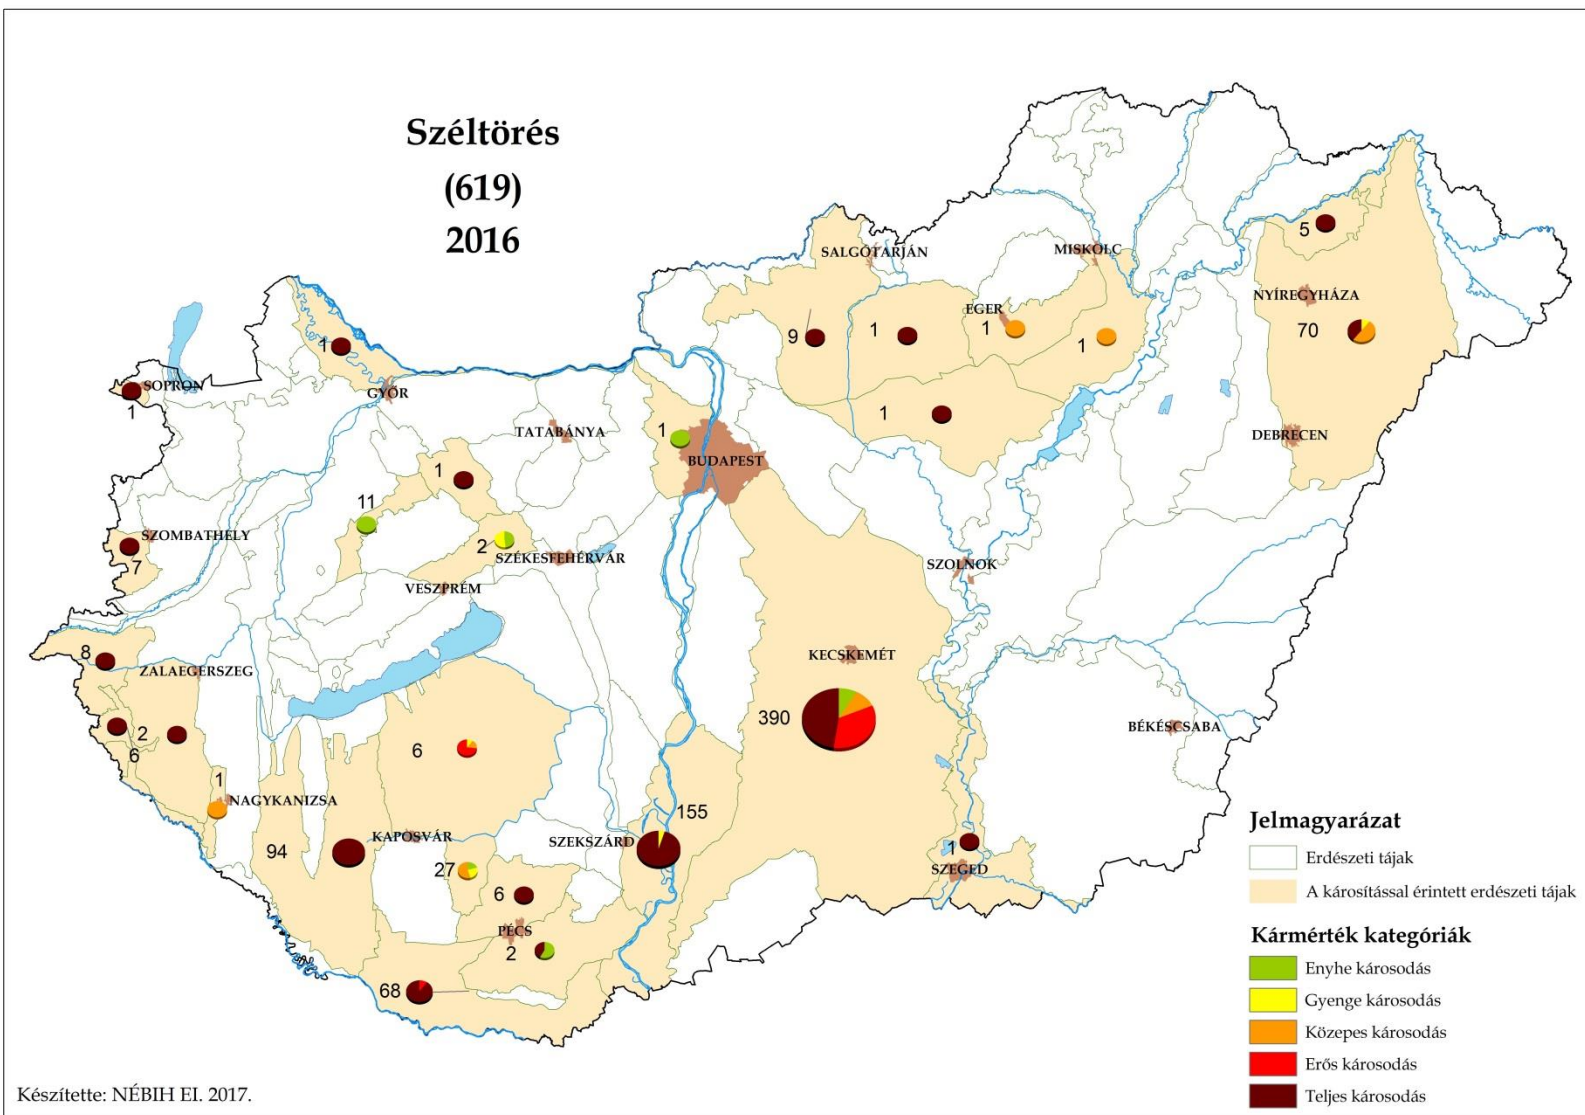 Széltörés
(619)
2016
SALGÓTARJÁN
MISKOLC
5
NYÍREGYHÁZA
EGER
9
1
1
1
70
1
SOPRON
1
GYŐR
1
TATABÁNYA
1
BUDAPEST
DEBRECEN
1
11
SZOMBATHELY
7
2
SZÉKESFEHÉRVÁR
VESZPRÉM
SZOLNOK
8
ZALAEGERSZEG
KECSKEMÉT
390
BÉKÉSCSABA
2
6
6
1
NAGYKANIZSA
94
KAPOSVÁR
SZEKSZÁRD
155
27
6
PÉCS
2
68
1
SZEGED
Jelmagyarázat
Erdészeti tájak
A károsítással érintett erdészeti tájak
Kármérték kategóriák
Enyhe károsodás
Gyenge károsodás
Közepes károsodás
Erős károsodás
Teljes károsodás
Készítette: NÉBIH EI. 2017.